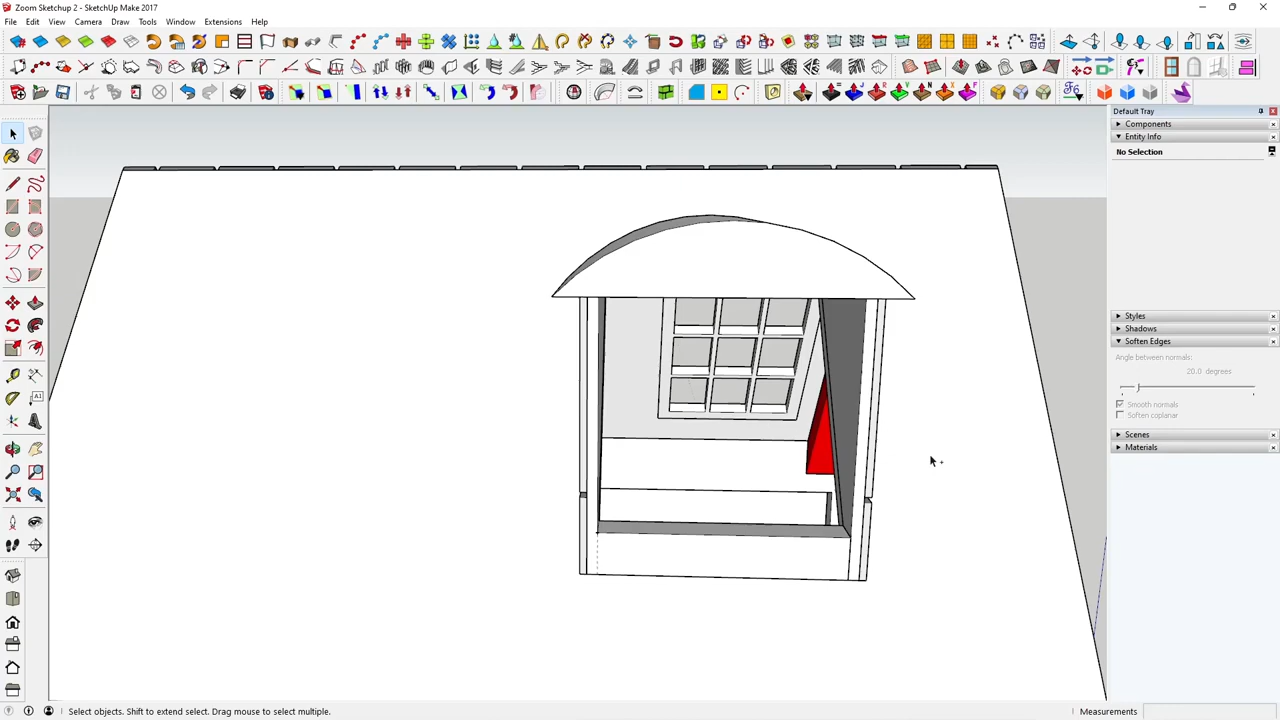 Zoom Sketchup 2 - SketchUp Make 2017
File Edit View Camera Draw Tools Window Extensions Help
Default Tray
Components
Entity Info
No Selection
Styles
Shadows
Soften Edges
Angle between normals:
20.0 degrees
Smooth normals
Soften coplanar
Scenes
Materials
Select objects. Shift to extend select. Drag mouse to select multiple.
Measurements